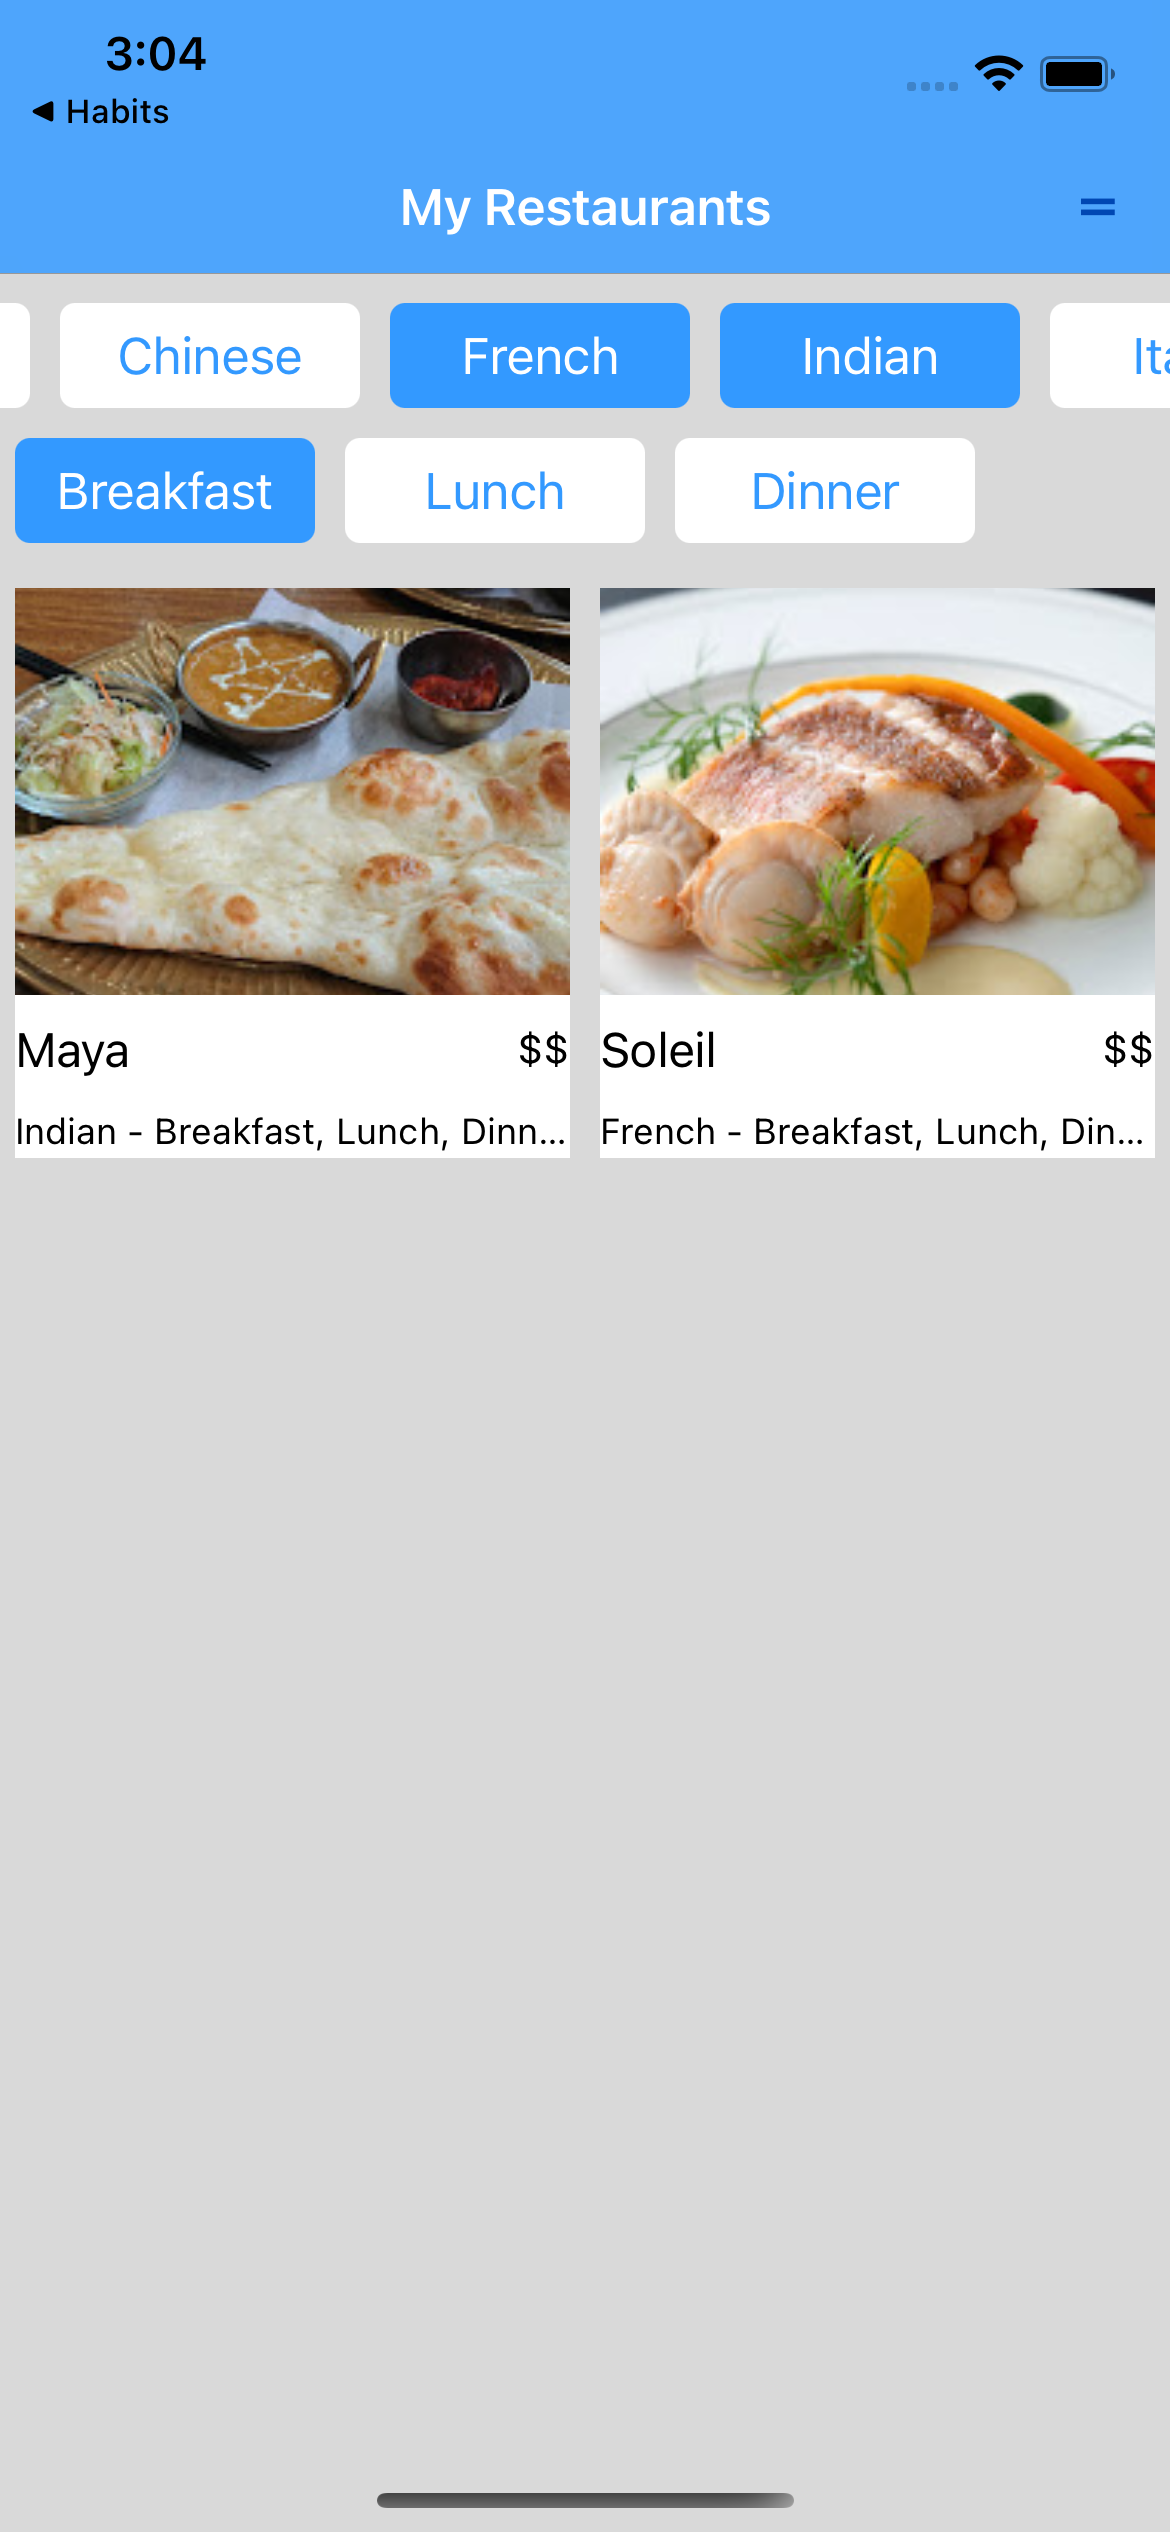 3:04
◀ Habits
My Restaurants
Chinese French Indian Ita
Breakfast Lunch Dinner
Maya $$
Indian - Breakfast, Lunch, Dinn...
Soleil $$
French - Breakfast, Lunch, Din...